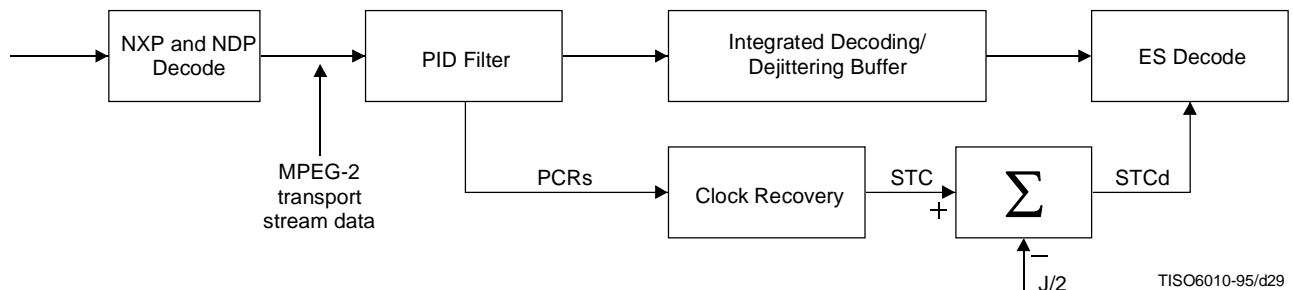 NXP and NDP
Decode
PID Filter
Integrated Decoding/
Dejittering Buffer
ES Decode
MPEG-2
transport
stream data
PCRs
Clock Recovery
STC
+
Σ
STCd
–
J/2
TISO6010-95/d29